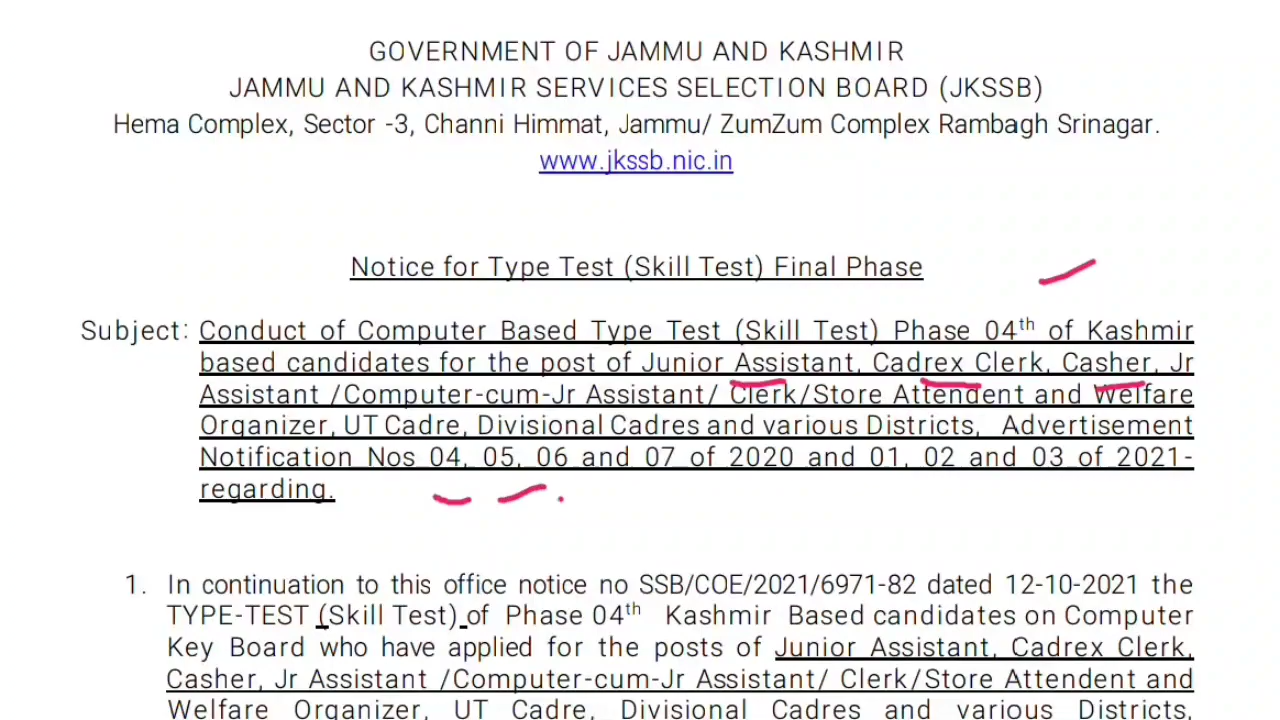 GOVERNMENT OF JAMMU AND KASHMIR
JAMMU AND KASHMIR SERVICES SELECTION BOARD (JKSSB)
Hema Complex, Sector -3, Channi Himmat, Jammu/ ZumZum Complex Rambagh Srinagar.
www.jkssb.nic.in
Notice for Type Test (Skill Test) Final Phase
Subject: Conduct of Computer Based Type Test (Skill Test) Phase 04th of Kashmir
based candidates for the post of Junior Assistant, Cadrex Clerk, Casher, Jr
Assistant /Computer-cum-Jr Assistant/ Clerk/Store Attendent and Welfare
Organizer, UT Cadre, Divisional Cadres and various Districts, Advertisement
Notification Nos 04, 05, 06 and 07 of 2020 and 01, 02 and 03 of 2021-
regarding.
1. In continuation to this office notice no SSB/COE/2021/6971-82 dated 12-10-2021 the
TYPE-TEST (Skill Test) of Phase 04th Kashmir Based candidates on Computer
Key Board who have applied for the posts of Junior Assistant, Cadrex Clerk,
Casher, Jr Assistant /Computer-cum-Jr Assistant/ Clerk/Store Attendent and
Welfare Organizer, UT Cadre, Divisional Cadres and various Districts,